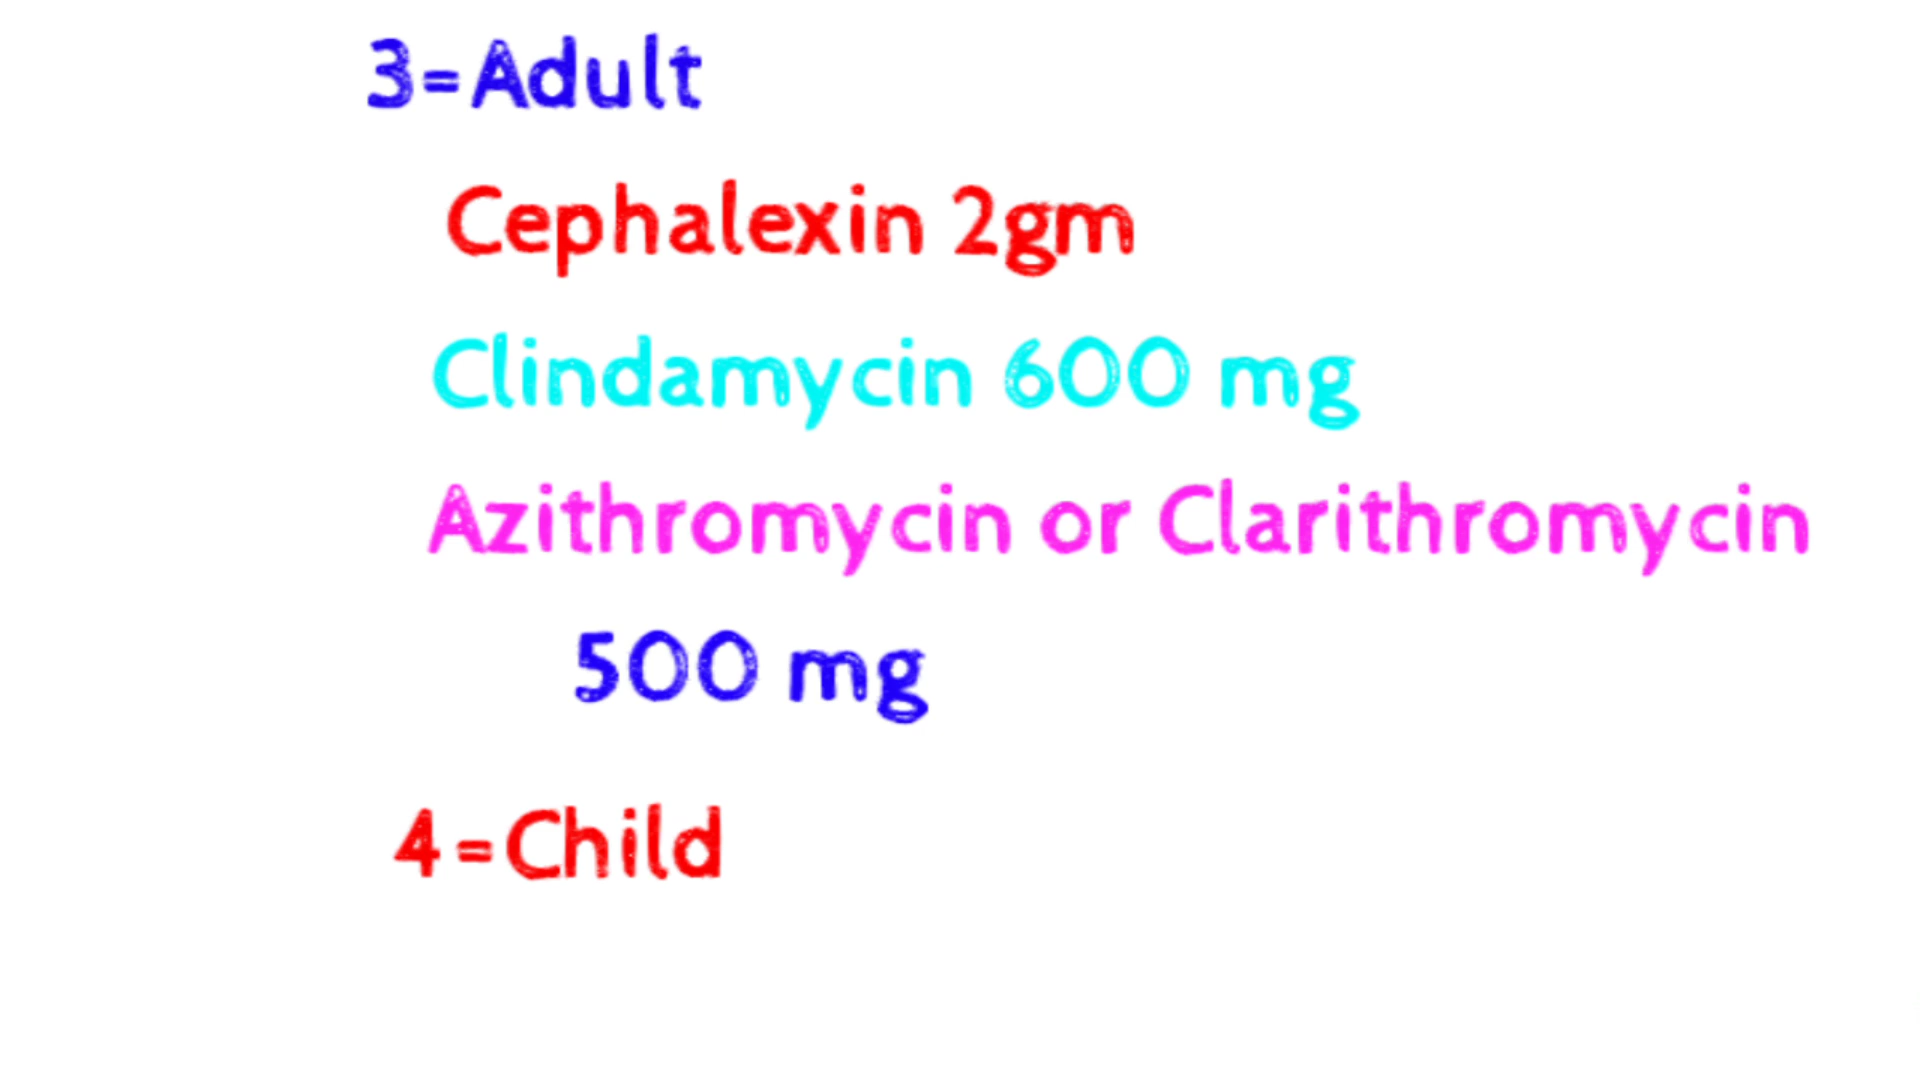 3=Adult
Cephalexin 2gm
Clindamycin 600 mg
Azithromycin or Clarithromycin
500 mg
4=Child